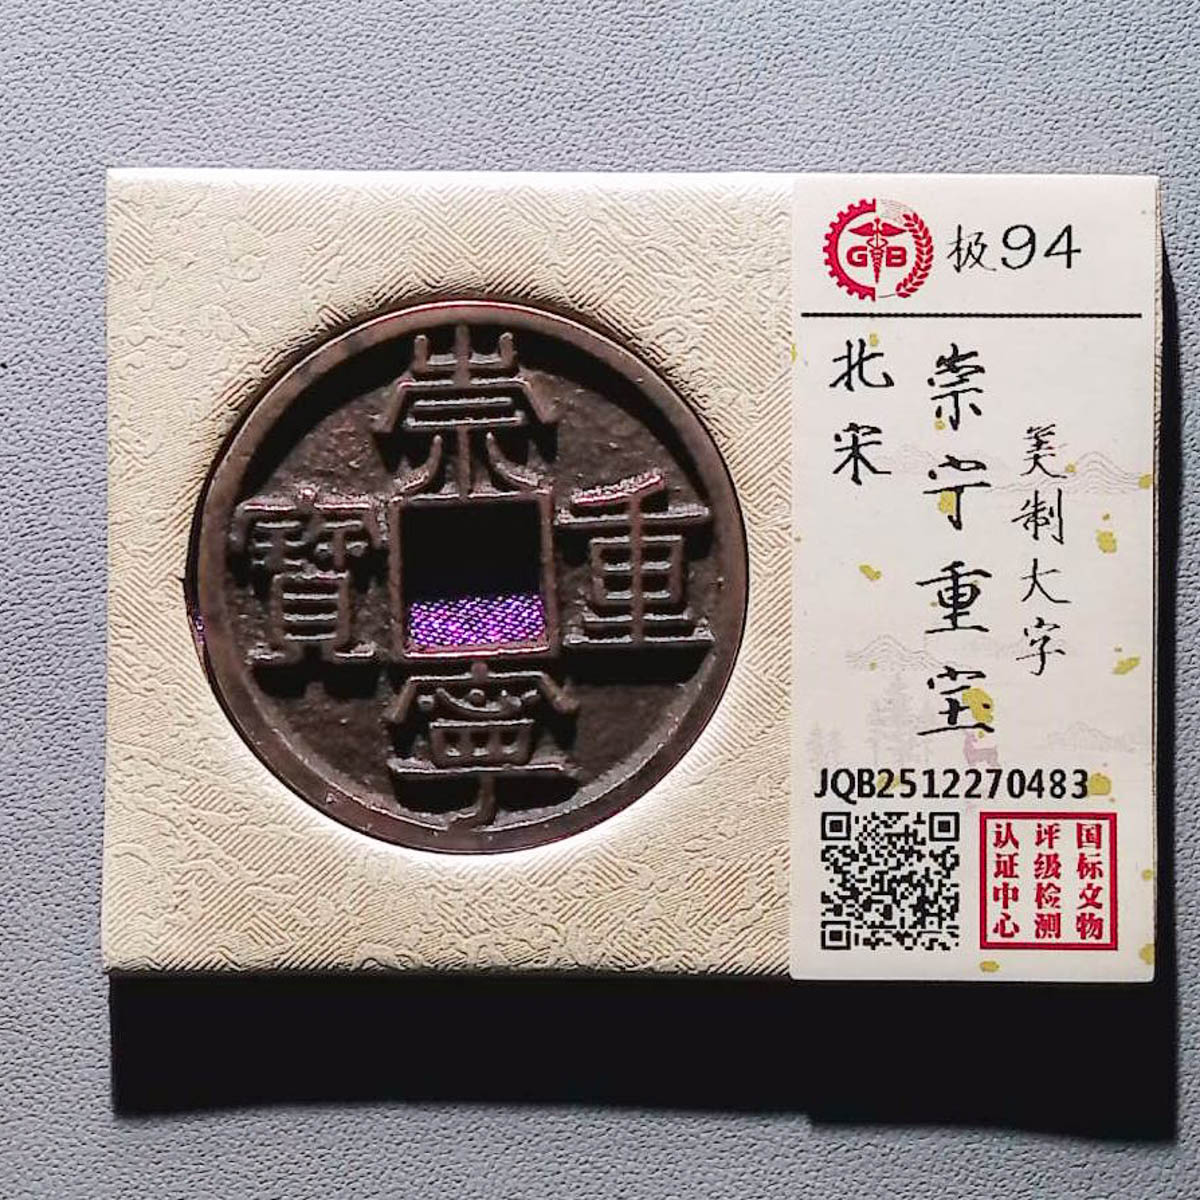 崇
寧
重
寶
GB
极94
北宋
崇宁重宝
美制大字
JQB2512270483
国标文物
评级检测
认证中心